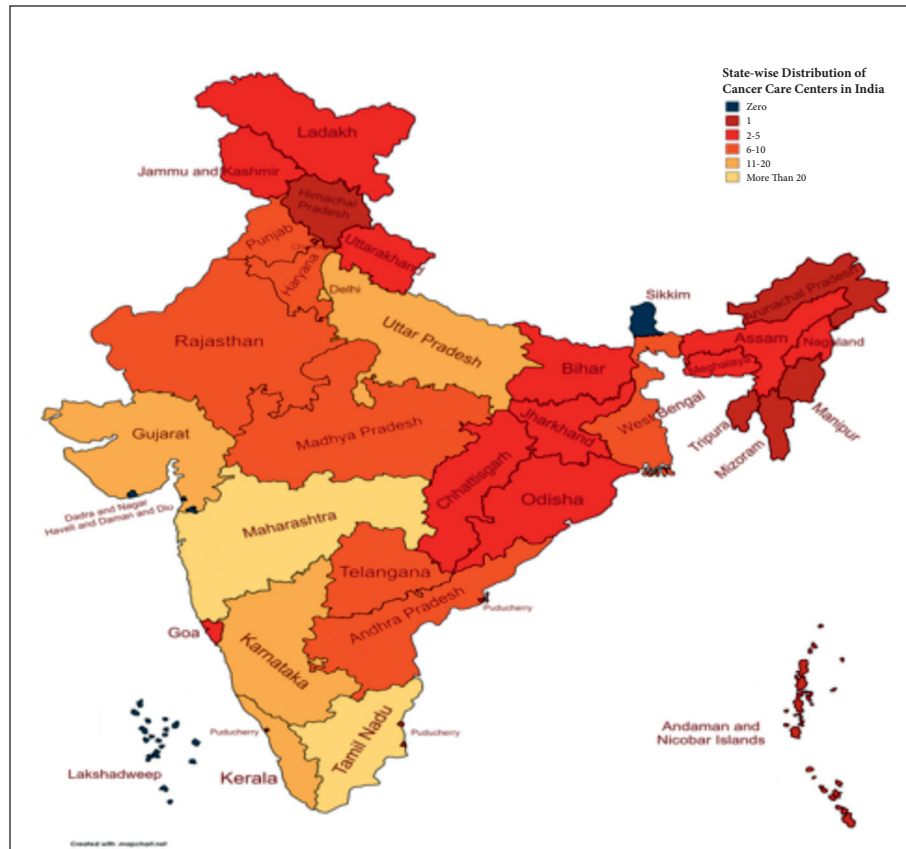 State-wise Distribution of
Cancer Care Centers in India
Zero
1
2-5
6-10
11-20
More Than 20
Ladakh
Jammu and Kashmir
Himachal
Pradesh
Punjab
Uttarakhand
Haryana
Delhi
Sikkim
Arunachal Pradesh
Rajasthan
Uttar Pradesh
Assam
Nagaland
Meghalaya
Bihar
Manipur
Tripura
Mizoram
Gujarat
Madhya Pradesh
Jharkhand
West Bengal
Chhattisgarh
Odisha
Dadra and Nagar
Haveli and Daman and Diu
Maharashtra
Telangana
Andhra Pradesh
Puducherry
Goa
Karnataka
Puducherry
Tamil Nadu
Puducherry
Andaman and
Nicobar Islands
Lakshadweep
Kerala
Created with mapchart.net